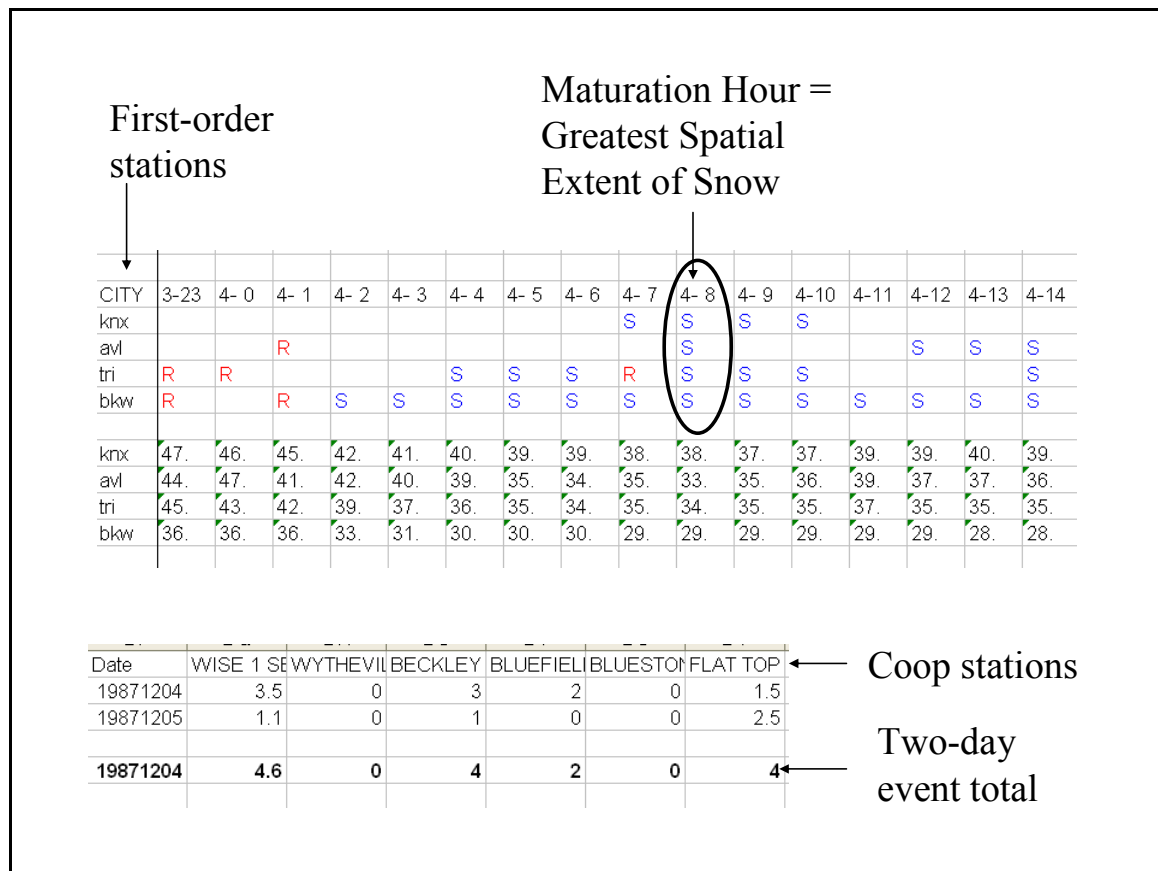 First-order
stations
Maturation Hour =
Greatest Spatial
Extent of Snow
CITY 3-23 4- 0 4- 1 4- 2 4- 3 4- 4 4- 5 4- 6 4- 7 4- 8 4- 9 4-10 4-11 4-12 4-13 4-14
knx S S S S
avl R S S S S
tri R R S S S R S S S S
bkw R R S S S S S S S S S S S S S
knx 47. 46. 45. 42. 41. 40. 39. 39. 38. 38. 37. 37. 39. 39. 40. 39.
avl 44. 47. 41. 42. 40. 39. 35. 34. 35. 33. 35. 36. 39. 37. 37. 36.
tri 45. 43. 42. 39. 37. 36. 35. 34. 35. 34. 35. 35. 37. 35. 35. 35.
bkw 36. 36. 36. 33. 31. 30. 30. 30. 29. 29. 29. 29. 29. 29. 28. 28.
Date WISE 1 SE WYTHEVIL BECKLEY BLUEFIELI BLUESTON FLAT TOP
19871204 3.5 0 3 2 0 1.5
19871205 1.1 0 1 0 0 2.5
19871204 4.6 0 4 2 0 4
Coop stations
Two-day
event total